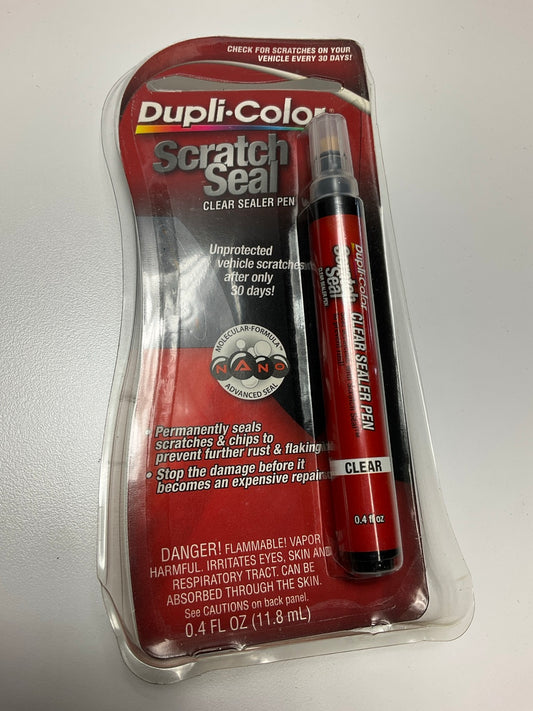 CHECK FOR SCRATCHES ON YOUR
VEHICLE EVERY 30 DAYS!
Dupli•Color®
Scratch
Seal
CLEAR SEALER PEN
Unprotected
vehicle scratches
after only
30 days!
MOLECULAR-FORMULA™
NANO
ADVANCED SEAL
• Permanently seals
scratches & chips to
prevent further rust & flaking
• Stop the damage before it
becomes an expensive repair
DANGER! FLAMMABLE! VAPOR
HARMFUL. IRRITATES EYES, SKIN AND
RESPIRATORY TRACT. CAN BE
ABSORBED THROUGH THE SKIN.
See CAUTIONS on back panel.
0.4 FL OZ (11.8 mL)
Dupli-Color
Scratch
Seal
CLEAR SEALER PEN
CLEAR SEALER PEN
CLEAR
0.4 fl oz